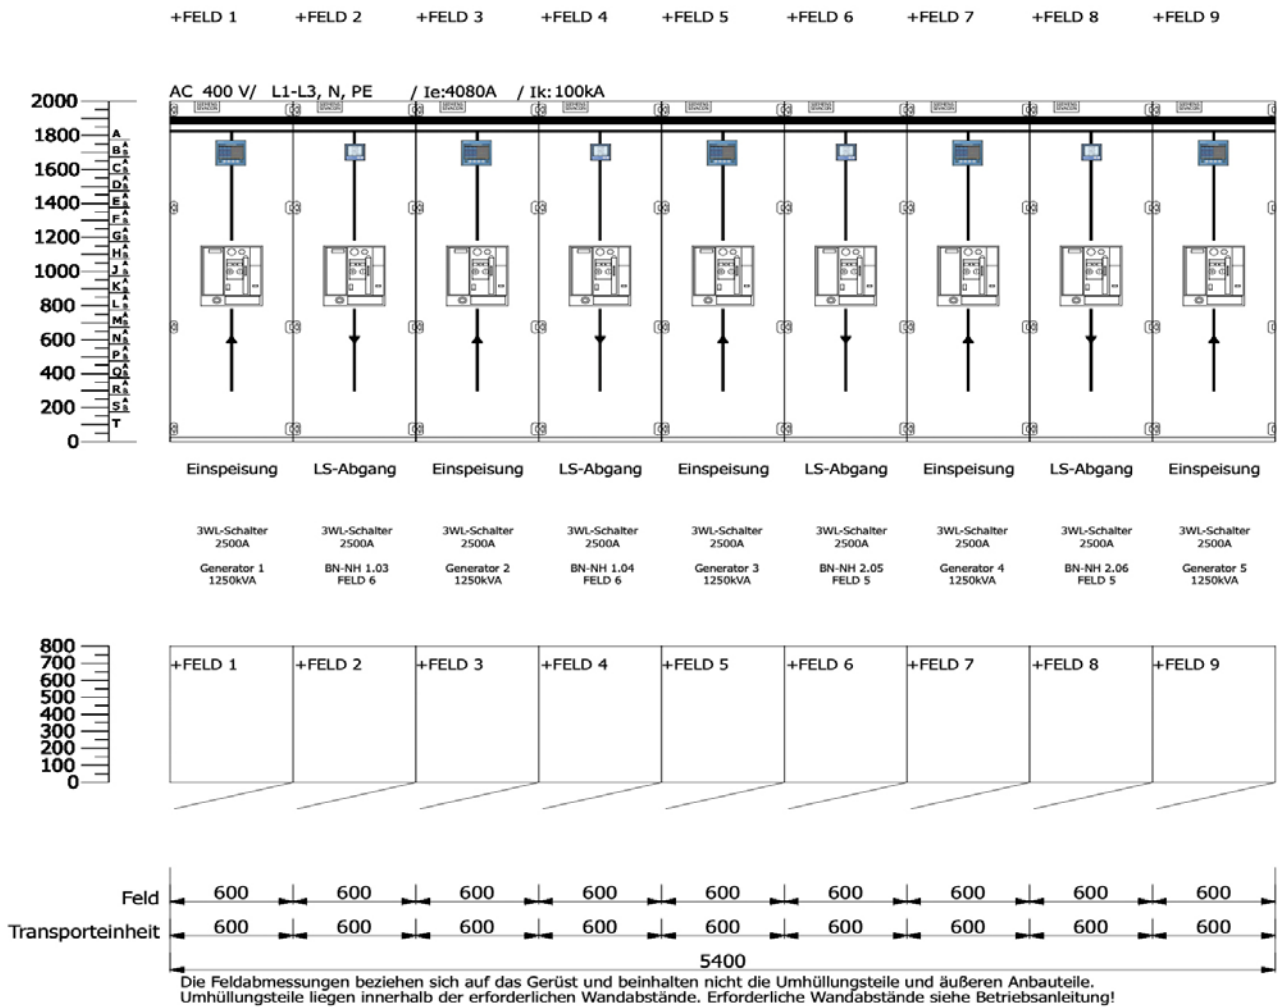 +FELD 1 +FELD 2 +FELD 3 +FELD 4 +FELD 5 +FELD 6 +FELD 7 +FELD 8 +FELD 9
AC 400 V/ L1-L3, N, PE / Ie:4080A / Ik:100kA
2000
1800
1600
1400
1200
1000
800
600
400
200
0
A
B
C
D
E
F
G
H
J
K
L
M
N
P
Q
R
S
T
Einspeisung LS-Abgang Einspeisung LS-Abgang Einspeisung LS-Abgang Einspeisung LS-Abgang Einspeisung
3WL-Schalter 3WL-Schalter 3WL-Schalter 3WL-Schalter 3WL-Schalter 3WL-Schalter 3WL-Schalter 3WL-Schalter 3WL-Schalter
2500A 2500A 2500A 2500A 2500A 2500A 2500A 2500A 2500A
Generator 1 BN-NH 1.03 Generator 2 BN-NH 1.04 Generator 3 BN-NH 2.05 Generator 4 BN-NH 2.06 Generator 5
1250kVA FELD 6 1250kVA FELD 6 1250kVA FELD 5 1250kVA FELD 5 1250kVA
800
700
600
500
400
300
200
100
0
+FELD 1 +FELD 2 +FELD 3 +FELD 4 +FELD 5 +FELD 6 +FELD 7 +FELD 8 +FELD 9
Feld 600 600 600 600 600 600 600 600 600
Transporteinheit 600 600 600 600 600 600 600 600 600
5400
Die Feldabmessungen beziehen sich auf das Gerüst und beinhalten nicht die Umhüllungsteile und äußeren Anbauteile.
Umhüllungsteile liegen innerhalb der erforderlichen Wandabstände. Erforderliche Wandabstände siehe Betriebsanleitung!